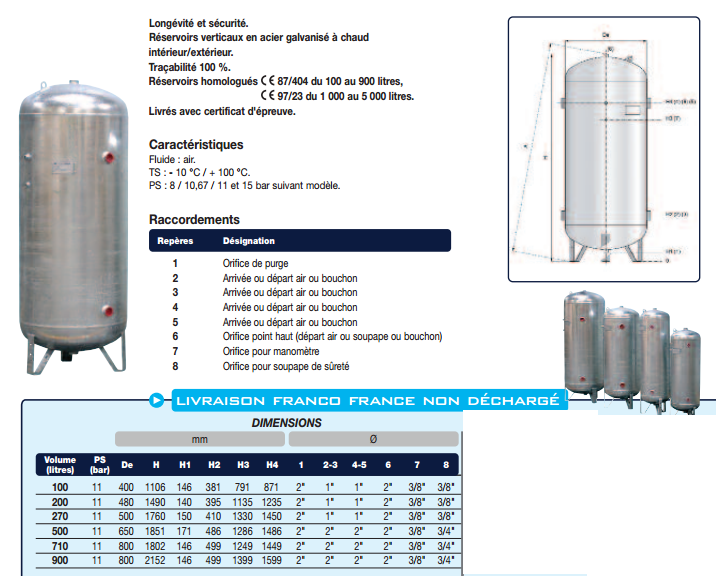 Longévité et sécurité.
Réservoirs verticaux en acier galvanisé à chaud
intérieur/extérieur.
Traçabilité 100 %.
Réservoirs homologués CE 87/404 du 100 au 900 litres,
CE 97/23 du 1 000 au 5 000 litres.
Livrés avec certificat d'épreuve.
Caractéristiques
Fluide : air.
TS : - 10 °C / + 100 °C.
PS : 8 / 10,67 / 11 et 15 bar suivant modèle.
Raccordements
Repères Désignation
1 Orifice de purge
2 Arrivée ou départ air ou bouchon
3 Arrivée ou départ air ou bouchon
4 Arrivée ou départ air ou bouchon
5 Arrivée ou départ air ou bouchon
6 Orifice point haut (départ air ou soupape ou bouchon)
7 Orifice pour manomètre
8 Orifice pour soupape de sûreté
De
LIVRAISON FRANCO FRANCE NON DÉCHARGÉ
DIMENSIONS
mm Ø
Volume (litres) PS (bar) De H H1 H2 H3 H4 1 2-3 4-5 6 7 8
100 11 400 1106 146 381 791 871 2" 1" 1" 2" 3/8" 3/8"
200 11 480 1490 140 395 1135 1235 2" 1" 1" 2" 3/8" 3/8"
270 11 500 1760 150 410 1330 1450 2" 1" 1" 2" 3/8" 3/8"
500 11 650 1851 171 486 1286 1486 2" 2" 2" 2" 3/8" 3/4"
710 11 800 1802 146 499 1249 1449 2" 2" 2" 2" 3/8" 3/4"
900 11 800 2152 146 499 1399 1599 2" 2" 2" 2" 3/8" 3/4"